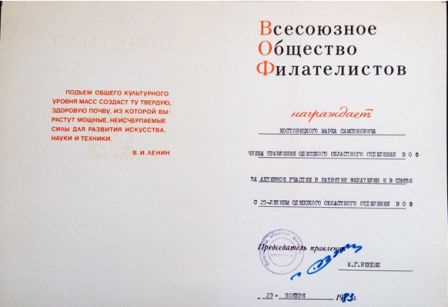 ПОДЪЕМ ОБЩЕГО КУЛЬТУРНОГО
УРОВНЯ МАСС СОЗДАСТ ТУ ТВЕРДУЮ,
ЗДОРОВУЮ ПОЧВУ, ИЗ КОТОРОЙ ВЫ-
РАСТУТ МОЩНЫЕ, НЕИСЧЕРПАЕМЫЕ
СИЛЫ ДЛЯ РАЗВИТИЯ ИСКУССТВА,
НАУКИ И ТЕХНИКИ.
В. И. ЛЕНИН
Всесоюзное
Общество
Филателистов
награждает
КОСТОВЕЦКОГО МАРКА САМСОНОВИЧА
ЧЛЕНА ПРАВЛЕНИЯ ОДЕССКОГО ОБЛАСТНОГО ОТДЕЛЕНИЯ В О Ф
ЗА АКТИВНОЕ УЧАСТИЕ В РАЗВИТИИ ФИЛАТЕЛИИ И В СВЯЗИ
С 25-ЛЕТИЕМ ОДЕССКОГО ОБЛАСТНОГО ОТДЕЛЕНИЯ В О Ф
Председатель правления
„23" НОЯБРЯ 1983г.